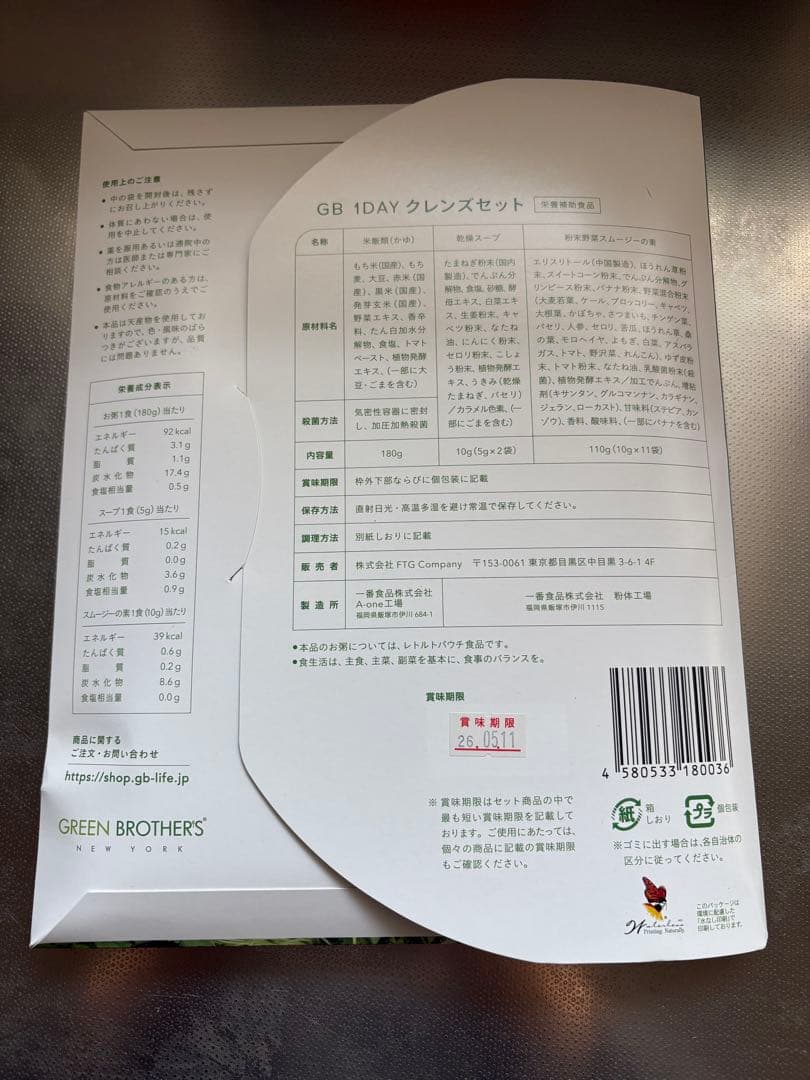 使用上のご注意
● 中の袋を開封後は、残さず
にお召し上がりください。
● 体質にあわない場合は、使
用を中止してください。
● 薬を服用あるいは通院中の
方は医師または専門家にご
相談ください。
● 食物アレルギーのある方は、
原材料をご確認のうえでご
使用ください。
● 本品は天産物を使用してお
りますので、色・風味のばら
つきがございますが、品質
には問題ありません。
栄養成分表示
お粥1食(180g)当たり
エネルギー 92kcal
たんぱく質 3.1g
脂質 1.1g
炭水化物 17.4g
食塩相当量 0.5g
スープ1食(5g)当たり
エネルギー 15kcal
たんぱく質 0.2g
脂質 0.0g
炭水化物 3.6g
食塩相当量 0.9g
スムージーの素1食(10g)当たり
エネルギー 39kcal
たんぱく質 0.6g
脂質 0.2g
炭水化物 8.6g
食塩相当量 0.0g
商品に関する
ご注文・お問い合わせ
https://shop.gb-life.jp
GREEN BROTHER'S®
NEW YORK
GB 1DAY クレンズセット 栄養補助食品
名称 米飯類(かゆ) 乾燥スープ 粉末野菜スムージーの素
原材料名
もち米(国産)、もち
麦、大豆、赤米(国
産)、黒米(国産)、
発芽玄米(国産)、
野菜エキス、香辛
料、たん白加水分
解物、食塩、トマト
ペースト、植物発酵
エキス、(一部に大
豆・ごまを含む)
たまねぎ粉末(国内
製造)、でんぷん分
解物、食塩、砂糖、酵
母エキス、白菜エキ
ス、生姜粉末、キャ
ベツ粉末、なたね油
、にんにく粉末、
セロリ粉末、こしょ
う粉末、植物発酵エ
キス、うきみ(乾燥
たまねぎ、パセリ)
/カラメル色素、(一
部にごまを含む)
エリスリトール(中国製造)、ほうれん草粉
末、スイートコーン粉末、でんぷん分解物、グ
リンピース粉末、バナナ粉末、野菜混合粉末
(大麦若葉、ケール、ブロッコリー、キャベツ、
大根葉、かぼちゃ、さつまいも、チンゲン菜、
パセリ、人参、セロリ、苦瓜、ほうれん草、桑
の葉、モロヘイヤ、よもぎ、白菜、アスパラ
ガス、トマト、野沢菜、れんこん)、ゆず皮粉
末、トマト粉末、なたね油、乳酸菌粉末(殺
菌)、植物発酵エキス/加工でんぷん、増粘
剤(キサンタン、グルコマンナン、カラギナン、
ジェラン、ローカスト)、甘味料(ステビア、カン
ゾウ)、香料、酸味料、(一部にバナナを含む)
殺菌方法 気密性容器に密封
し、加圧加熱殺菌
内容量 180g 10g(5g×2袋) 110g(10g×11袋)
賞味期限 枠外下部ならびに個包装に記載
保存方法 直射日光・高温多湿を避け常温で保存してください。
調理方法 別紙しおりに記載
販売者 株式会社 FTG Company 〒153-0061 東京都目黒区中目黒 3-6-1 4F
製造所 一番食品株式会社
A-one工場
福岡県飯塚市伊川 684-1
一番食品株式会社 粉体工場
福岡県飯塚市伊川 1115
●本品のお粥については、レトルトパウチ食品です。
●食生活は、主食、主菜、副菜を基本に、食事のバランスを。
賞味期限
賞味期限
26.05.11
※賞味期限はセット商品の中で
最も短い賞味期限を記載して
おります。ご使用にあたっては、
個々の商品に記載の賞味期限
もご確認ください。
4 580533 180036
紙 箱
しおり
プラ 個包装
※ゴミに出す場合は、各自治体の
区分に従ってください。
Waterless
Printing Naturally.
このパッケージは
環境に配慮した
「水なし印刷」で
印刷しております。